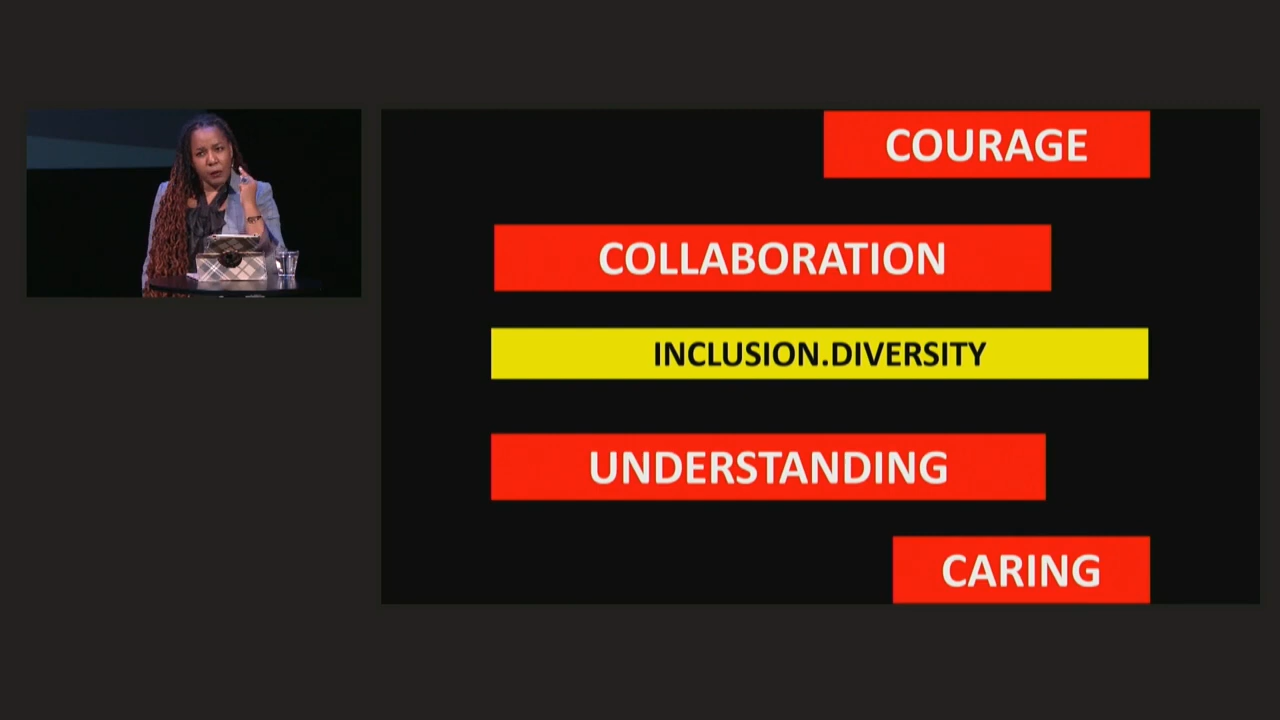 COURAGE
COLLABORATION
INCLUSION.DIVERSITY
UNDERSTANDING
CARING